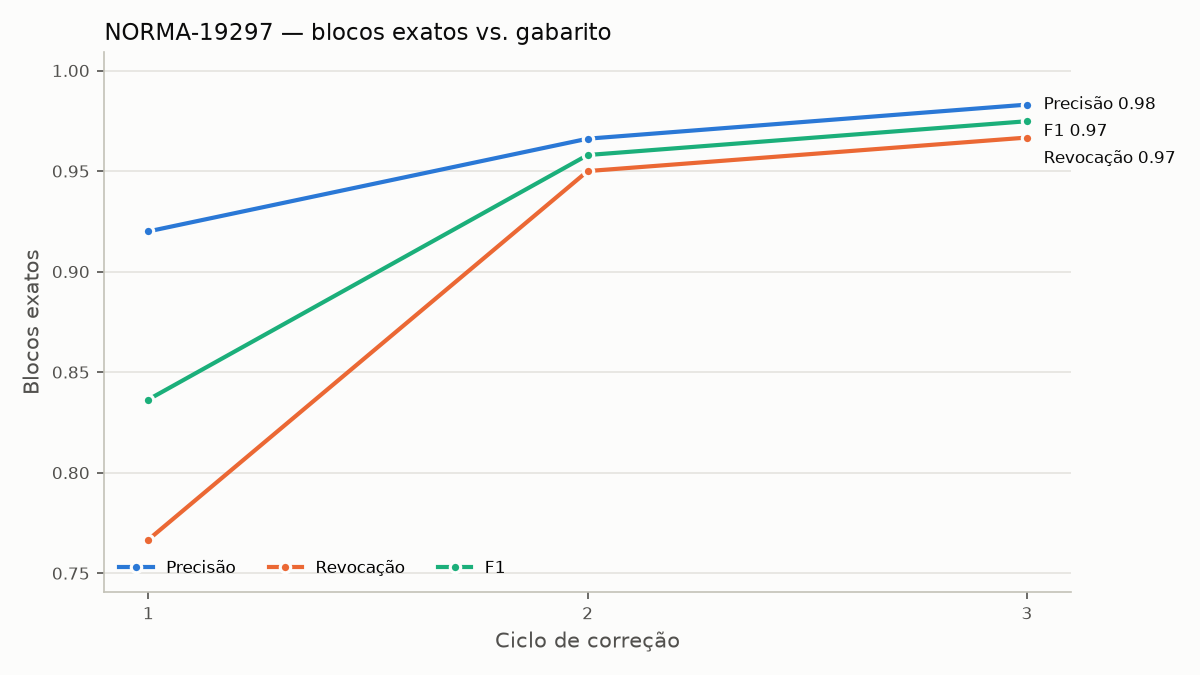 NORMA-19297 — blocos exatos vs. gabarito
Blocos exatos
1.00
0.95
0.90
0.85
0.80
0.75
Precisão 0.98
F1 0.97
Revocação 0.97
Precisão Revocação F1
1 2 3
Ciclo de correção